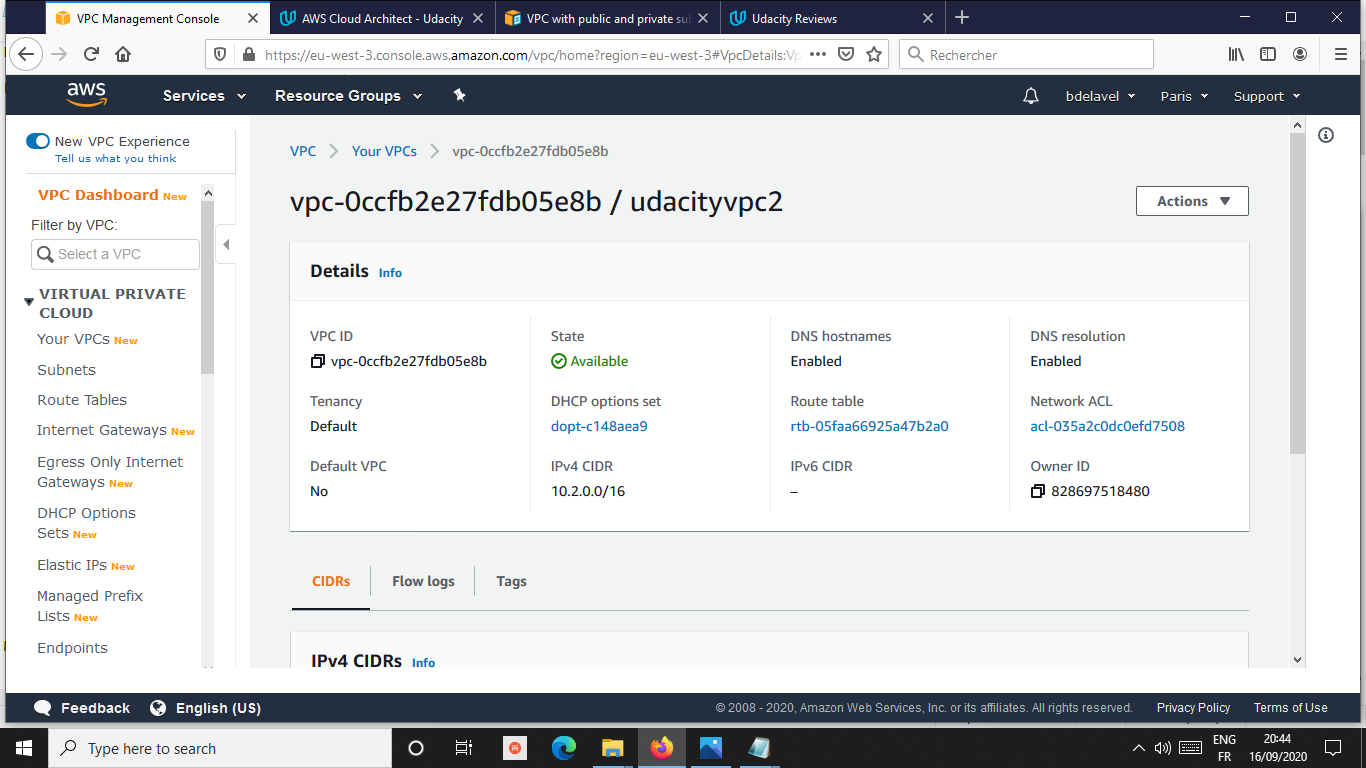 VPC Management Console
AWS Cloud Architect - Udacity
VPC with public and private su
Udacity Reviews
https://eu-west-3.console.aws.amazon.com/vpc/home?region=eu-west-3#VpcDetails:Vp
Rechercher
aws
Services
Resource Groups
bdelavel
Paris
Support
New VPC Experience
Tell us what you think
VPC Dashboard New
Filter by VPC:
Select a VPC
VIRTUAL PRIVATE
CLOUD
Your VPCs New
Subnets
Route Tables
Internet Gateways New
Egress Only Internet
Gateways New
DHCP Options
Sets New
Elastic IPs New
Managed Prefix
Lists New
Endpoints
VPC
Your VPCs
vpc-0ccfb2e27fdb05e8b
vpc-0ccfb2e27fdb05e8b / udacityvpc2
Actions
Details Info
VPC ID
vpc-0ccfb2e27fdb05e8b
State
Available
DNS hostnames
Enabled
DNS resolution
Enabled
Tenancy
Default
DHCP options set
dopt-c148aea9
Route table
rtb-05faa66925a47b2a0
Network ACL
acl-035a2c0dc0efd7508
Default VPC
No
IPv4 CIDR
10.2.0.0/16
IPv6 CIDR
–
Owner ID
828697518480
CIDRs
Flow logs
Tags
IPv4 CIDRs Info
Feedback
English (US)
© 2008 - 2020, Amazon Web Services, Inc. or its affiliates. All rights reserved.
Privacy Policy
Terms of Use
Type here to search
ENG
FR
20:44
16/09/2020